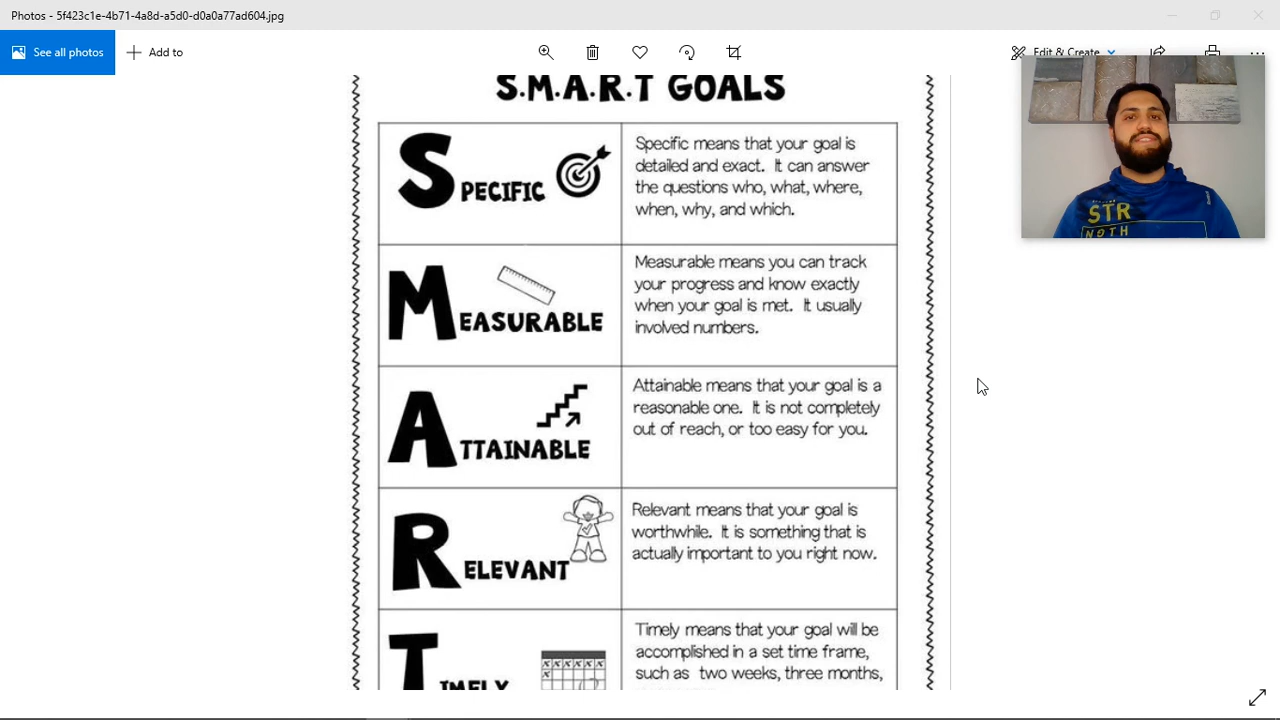 Photos - 5f423c1e-4b71-4a8d-a5d0-d0a0a77ad604.jpg
See all photos
Add to
Edit & Create
S.M.A.R.T GOALS
SPECIFIC
Specific means that your goal is
detailed and exact. It can answer
the questions who, what, where,
when, why, and which.
MEASURABLE
Measurable means you can track
your progress and know exactly
when your goal is met. It usually
involved numbers.
ATTAINABLE
Attainable means that your goal is a
reasonable one. It is not completely
out of reach, or too easy for you.
RELEVANT
Relevant means that your goal is
worthwhile. It is something that is
actually important to you right now.
TIMELY
Timely means that your goal will be
accomplished in a set time frame,
such as two weeks, three months,
STR
NGTH